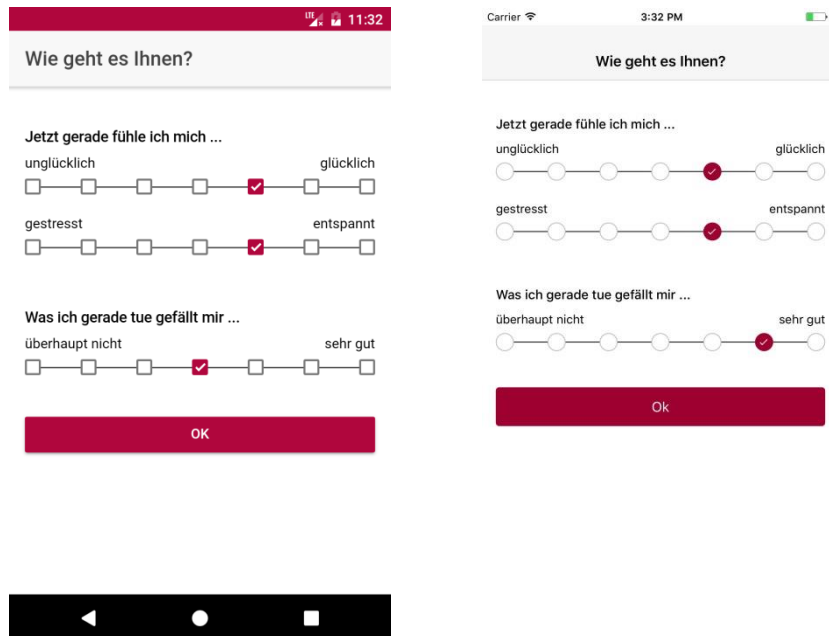 LTE 11:32
Wie geht es Ihnen?
Jetzt gerade fühle ich mich ...
unglücklich glücklich
gestresst entspannt
Was ich gerade tue gefällt mir ...
überhaupt nicht sehr gut
OK
Carrier 3:32 PM
Wie geht es Ihnen?
Jetzt gerade fühle ich mich ...
unglücklich glücklich
gestresst entspannt
Was ich gerade tue gefällt mir ...
überhaupt nicht sehr gut
Ok